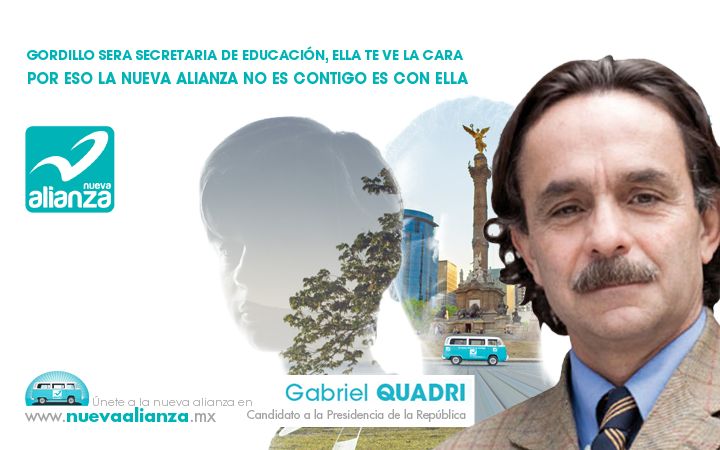 GORDILLO SERA SECRETARIA DE EDUCACIÓN, ELLA TE VE LA CARA
POR ESO LA NUEVA ALIANZA NO ES CONTIGO ES CON ELLA
nueva
alianza
Gabriel QUADRI
Candidato a la Presidencia de la República
Únete a la nueva alianza en
www.nuevaalianza.mx